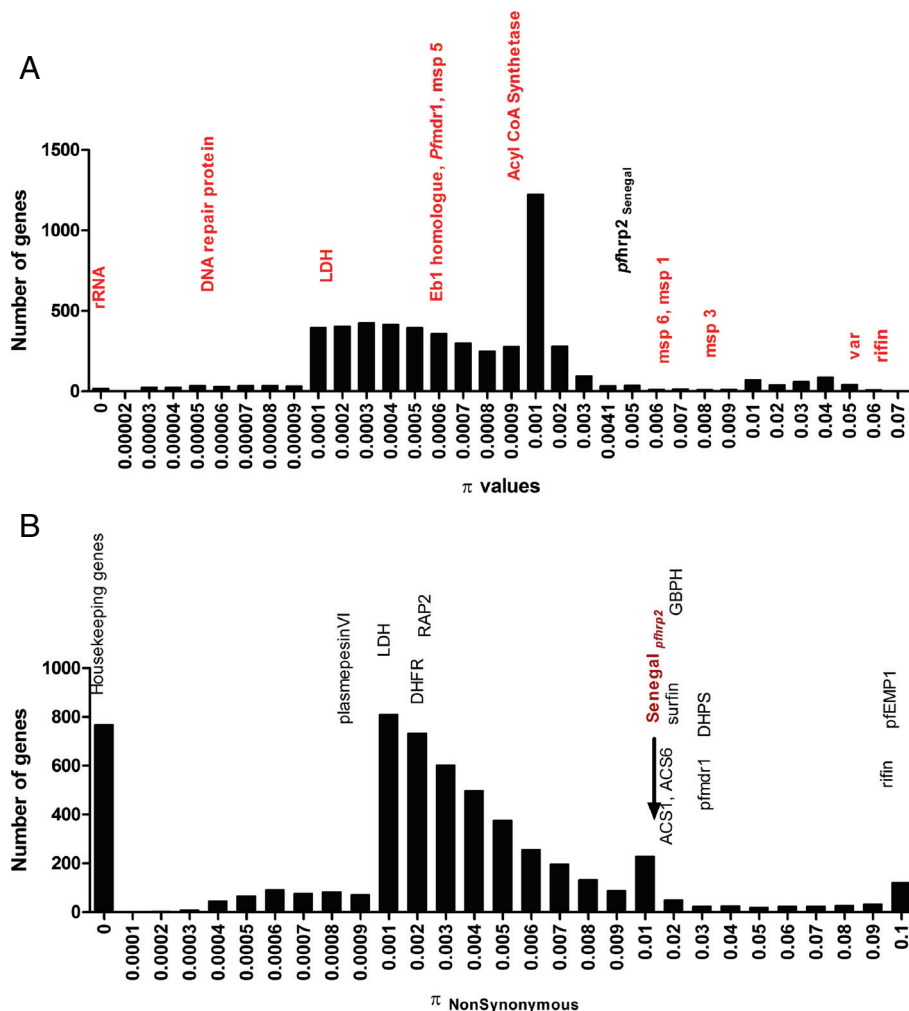 A
Number of genes
1500
1000
500
0
rRNA
DNA repair protein
LDH
Eb1 homologue, Pfmdr1, msp 5
Acyl CoA Synthetase
pfhrp2 Senegal
msp 6, msp 1
msp 3
var
rifin
0
0.00002
0.00003
0.00004
0.00005
0.00006
0.00007
0.00008
0.00009
0.0001
0.0002
0.0003
0.0004
0.0005
0.0006
0.0007
0.0008
0.0009
0.001
0.002
0.003
0.0041
0.005
0.006
0.007
0.008
0.009
0.01
0.02
0.03
0.04
0.05
0.06
0.07
π values
B
Number of genes
1000
800
600
400
200
0
Housekeeping genes
plasmepesinVI
LDH
DHFR
RAP2
Senegal pfhrp2
ACS1, ACS6
surfin
GBPH
pfmdr1
DHPS
rifin
pfEMP1
0
0.0001
0.0002
0.0003
0.0004
0.0005
0.0006
0.0007
0.0008
0.0009
0.001
0.002
0.003
0.004
0.005
0.006
0.007
0.008
0.009
0.01
0.02
0.03
0.04
0.05
0.06
0.07
0.08
0.09
0.1
π NonSynonymous